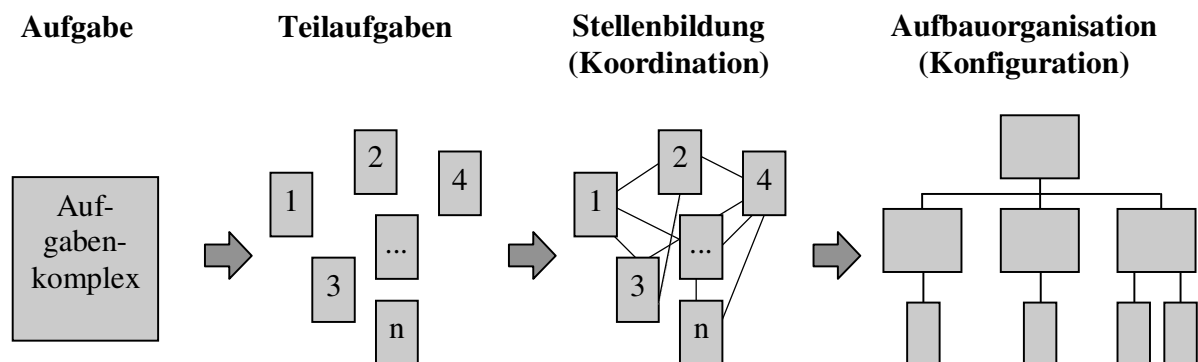 Aufgabe
Teilaufgaben
Stellenbildung
(Koordination)
Aufbauorganisation
(Konfiguration)
Auf-
gaben-
komplex
1
2
4
...
3
n
1
2
4
...
3
n